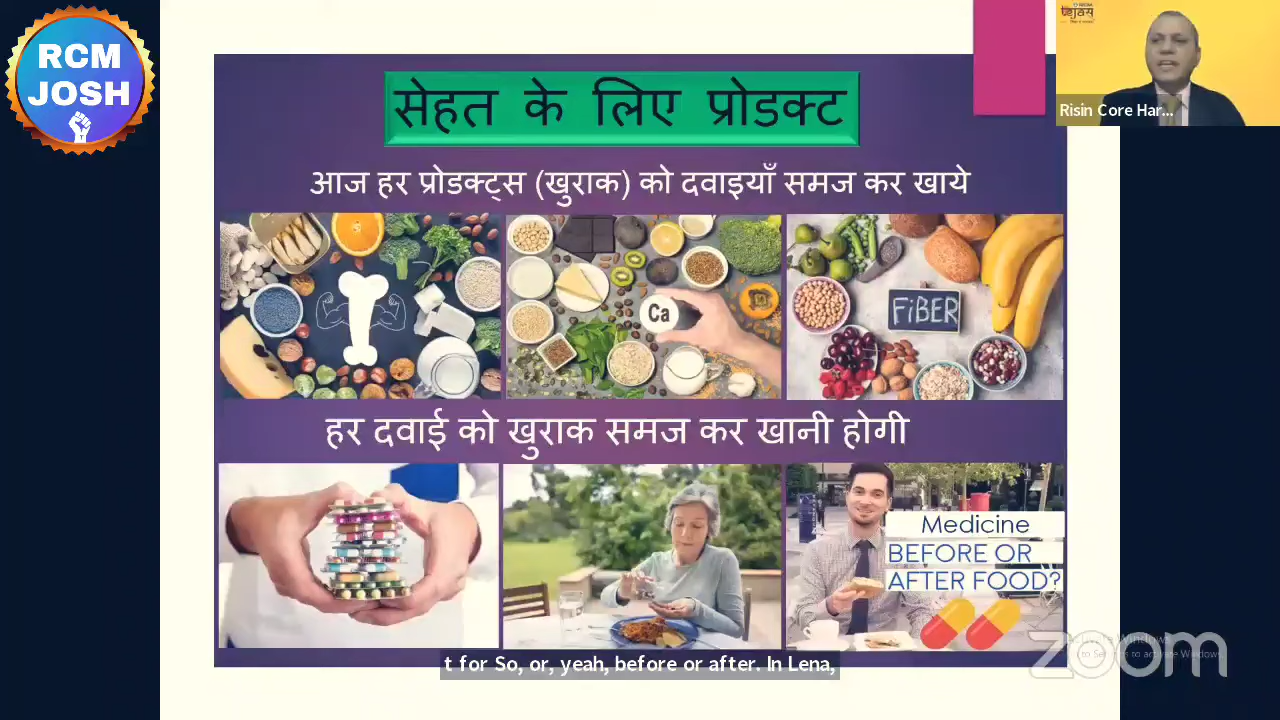 RCM
JOSH
तेजस
Risin Core Har...
सेहत के लिए प्रोडक्ट
आज हर प्रोडक्ट्स (खुराक) को दवाइयाँ समज कर खाये
Ca
FiBER
हर दवाई को खुराक समज कर खानी होगी
Medicine
BEFORE OR
AFTER FOOD?
t for So, or, yeah, before or after. In Lena,
zoom